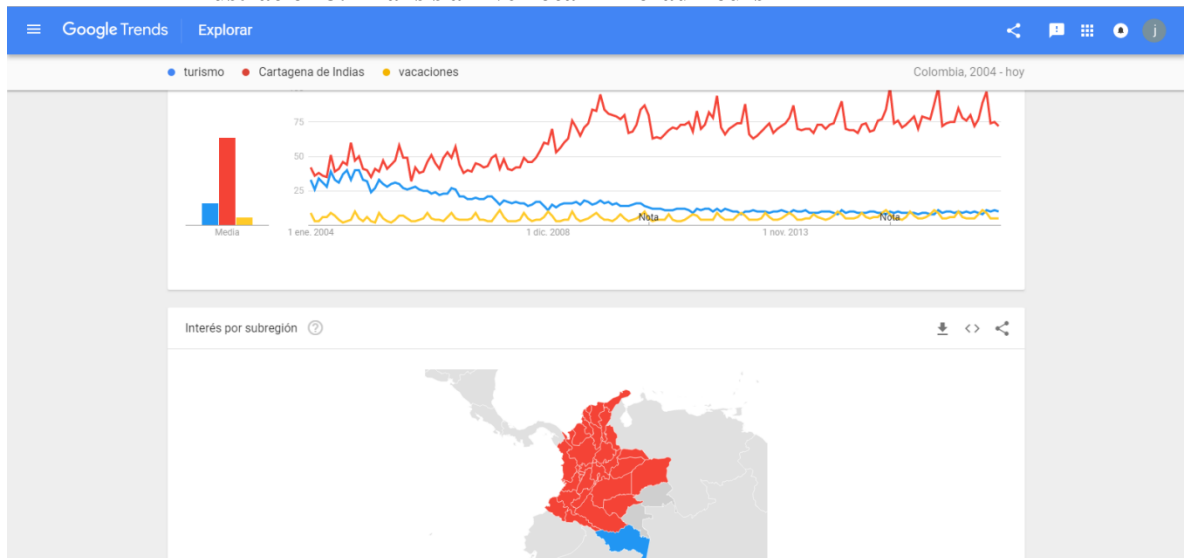 Google Trends Explorar j
turismo Cartagena de Indias vacaciones Colombia, 2004 - hoy
75
50
25
Nota Nota
Media 1 ene. 2004 1 dic. 2008 1 nov. 2013
Interés por subregión ?